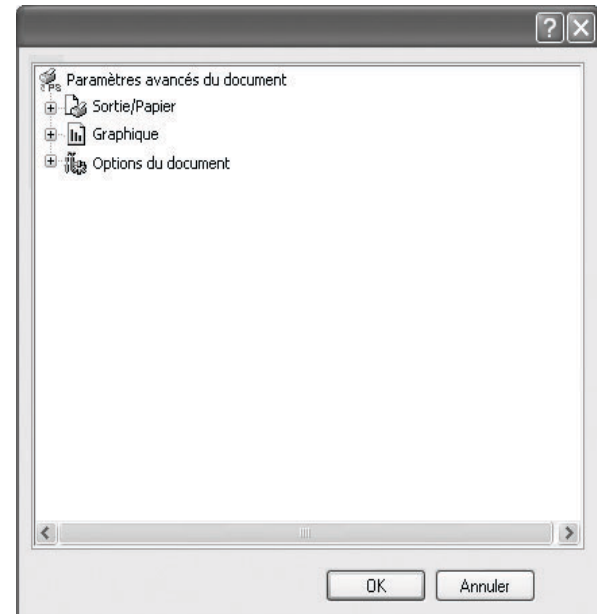 Paramètres avancés du document
Sortie/Papier
Graphique
Options du document
OK Annuler